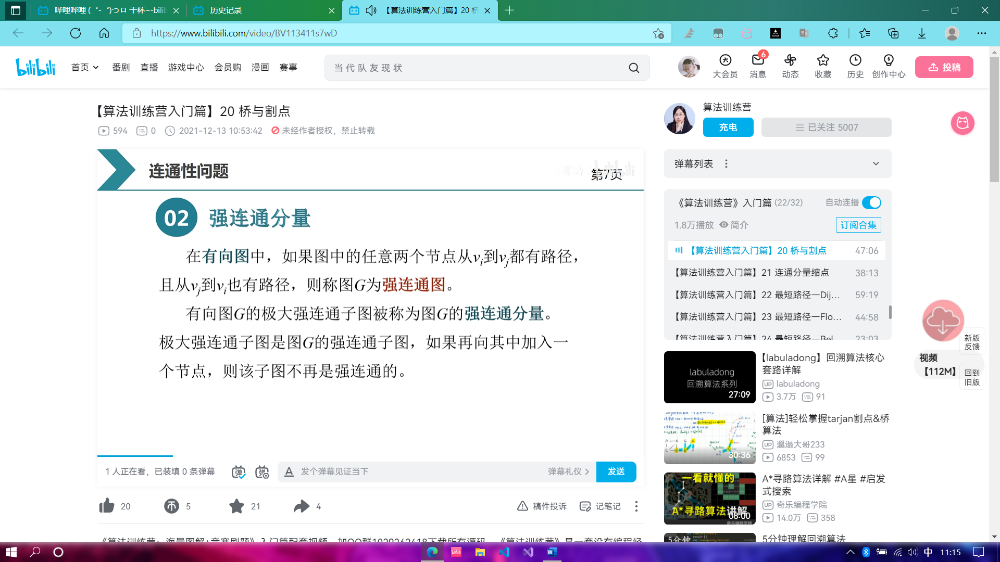 哔哩哔哩 (゜-゜)つロ 干杯~-bilib
历史记录
【算法训练营入门篇】20 桥
https://www.bilibili.com/video/BV113411s7wD
bilibili
首页
番剧
直播
游戏中心
会员购
漫画
赛事
当代队友现状
大会员
6
消息
动态
收藏
历史
创作中心
投稿
【算法训练营入门篇】20 桥与割点
594
0
2021-12-13 10:53:42
未经作者授权，禁止转载
算法训练营
充电
已关注 5007
连通性问题
第7页
bilibili
02 强连通分量
在有向图中，如果图中的任意两个节点从vi到vj都有路径，
且从vj到vi也有路径，则称图G为强连通图。
有向图G的极大强连通子图被称为图G的强连通分量。
极大强连通子图是图G的强连通子图，如果再向其中加入一
个节点，则该子图不再是强连通的。
弹幕列表
《算法训练营》入门篇 (22/32)
自动连播
1.8万播放
简介
订阅合集
【算法训练营入门篇】20 桥与割点 47:06
【算法训练营入门篇】21 连通分量缩点 38:13
【算法训练营入门篇】22 最短路径—Dij... 59:19
【算法训练营入门篇】23 最短路径—Flo... 44:58
【算法训练营入门篇】24 最短路径—Bel 23:03
labuladong
回溯算法系列
27:09
【labuladong】回溯算法核心
套路详解
UP labuladong
3.7万 91
30:36
[算法]轻松掌握tarjan割点&桥
算法
UP 邋遢大哥233
6853 99
一看就懂的
A*寻路算法讲解
08:00
奇乐编程学院
A*寻路算法详解 #A星 #启发
式搜索
UP 奇乐编程学院
14.0万 358
5分钟
5分钟理解回溯算法
新版
反馈
视频
【112M】
回到
旧版
1 人正在看，已装填 0 条弹幕
弹
弹
发个弹幕见证当下
弹幕礼仪
发送
20
5
21
4
稿件投诉
记笔记
《算法训练营：海量图解+竞赛刷题》入门篇配套视频，加QQ群1029262418下载所有源码。《算法训练营》是一套没有编程经
中
11:15